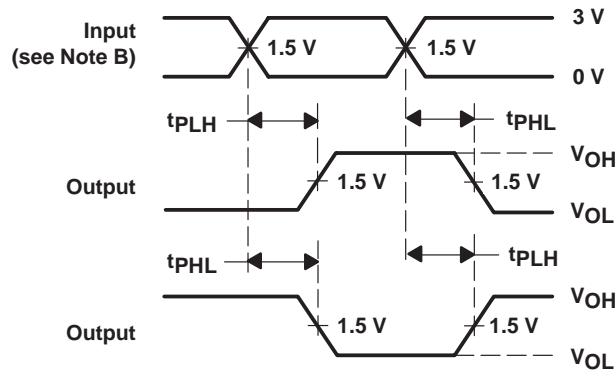 Input
(see Note B)
1.5 V
1.5 V
3 V
0 V
tPLH
tPHL
Output
1.5 V
1.5 V
VOH
VOL
tPHL
tPLH
Output
1.5 V
1.5 V
VOH
VOL